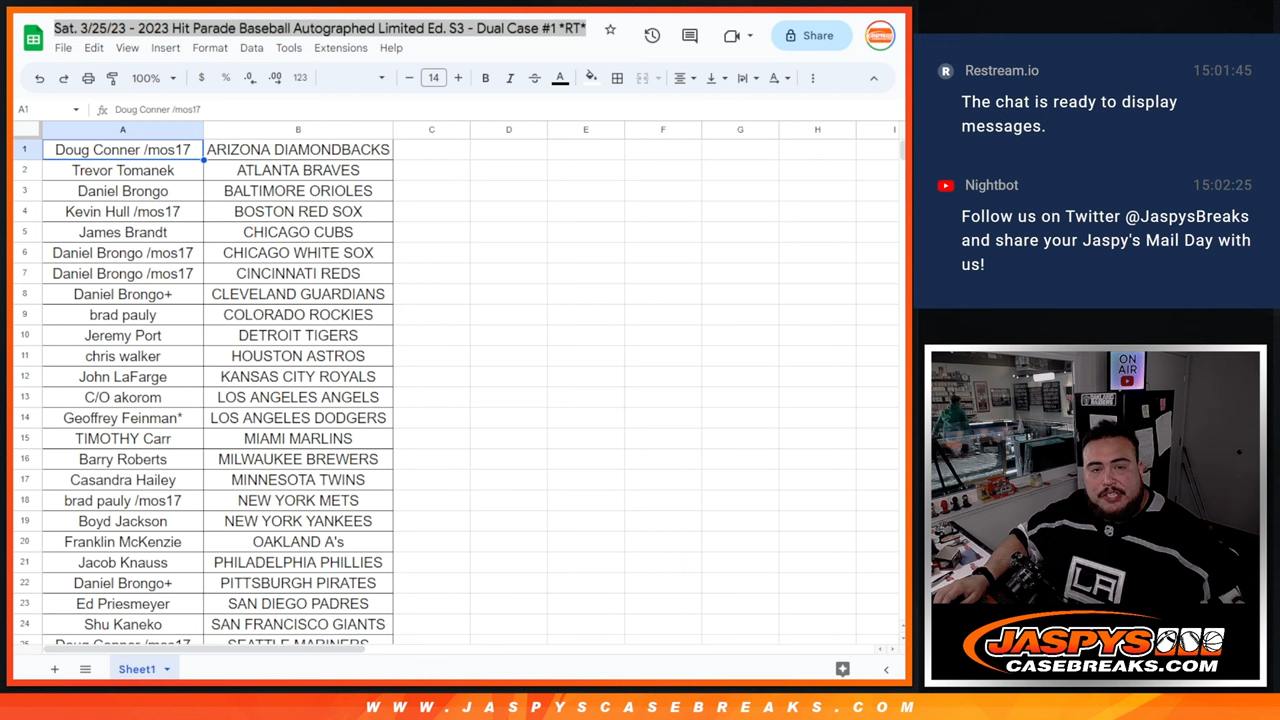 Sat. 3/25/23 - 2023 Hit Parade Baseball Autographed Limited Ed. S3 - Dual Case #1 *RT*
Share
File Edit View Insert Format Data Tools Extensions Help
100% $ % .0 .00 123 14 B I A A
A1 fx Doug Conner /mos17
A B C D E F G H I
1 Doug Conner /mos17 ARIZONA DIAMONDBACKS
2 Trevor Tomanek ATLANTA BRAVES
3 Daniel Brongo BALTIMORE ORIOLES
4 Kevin Hull /mos17 BOSTON RED SOX
5 James Brandt CHICAGO CUBS
6 Daniel Brongo /mos17 CHICAGO WHITE SOX
7 Daniel Brongo /mos17 CINCINNATI REDS
8 Daniel Brongo+ CLEVELAND GUARDIANS
9 brad pauly COLORADO ROCKIES
10 Jeremy Port DETROIT TIGERS
11 chris walker HOUSTON ASTROS
12 John LaFarge KANSAS CITY ROYALS
13 C/O akorom LOS ANGELES ANGELS
14 Geoffrey Feinman* LOS ANGELES DODGERS
15 TIMOTHY Carr MIAMI MARLINS
16 Barry Roberts MILWAUKEE BREWERS
17 Casandra Hailey MINNESOTA TWINS
18 brad pauly /mos17 NEW YORK METS
19 Boyd Jackson NEW YORK YANKEES
20 Franklin McKenzie OAKLAND A's
21 Jacob Knauss PHILADELPHIA PHILLIES
22 Daniel Brongo+ PITTSBURGH PIRATES
23 Ed Priesmeyer SAN DIEGO PADRES
24 Shu Kaneko SAN FRANCISCO GIANTS
25 Doug Conner /mos17 SEATTLE MARINERS
Sheet1
R Restream.io 15:01:45
The chat is ready to display
messages.
Nightbot 15:02:25
Follow us on Twitter @JaspysBreaks
and share your Jaspy's Mail Day with
us!
ON
AIR
LA
JASPYS
CASEBREAKS.COM
WWW.JASPYSCASEBREAKS.COM